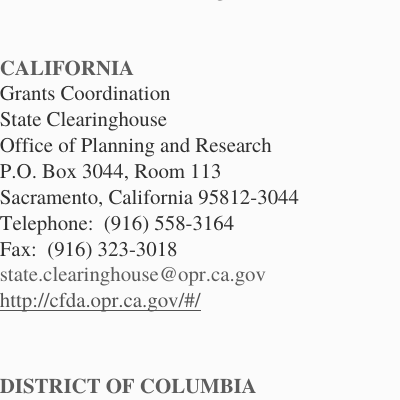 CALIFORNIA
Grants Coordination
State Clearinghouse
Office of Planning and Research
P.O. Box 3044, Room 113
Sacramento, California 95812-3044
Telephone:  (916) 558-3164
Fax:  (916) 323-3018
state.clearinghouse@opr.ca.gov
http://cfda.opr.ca.gov/#/
DISTRICT OF COLUMBIA